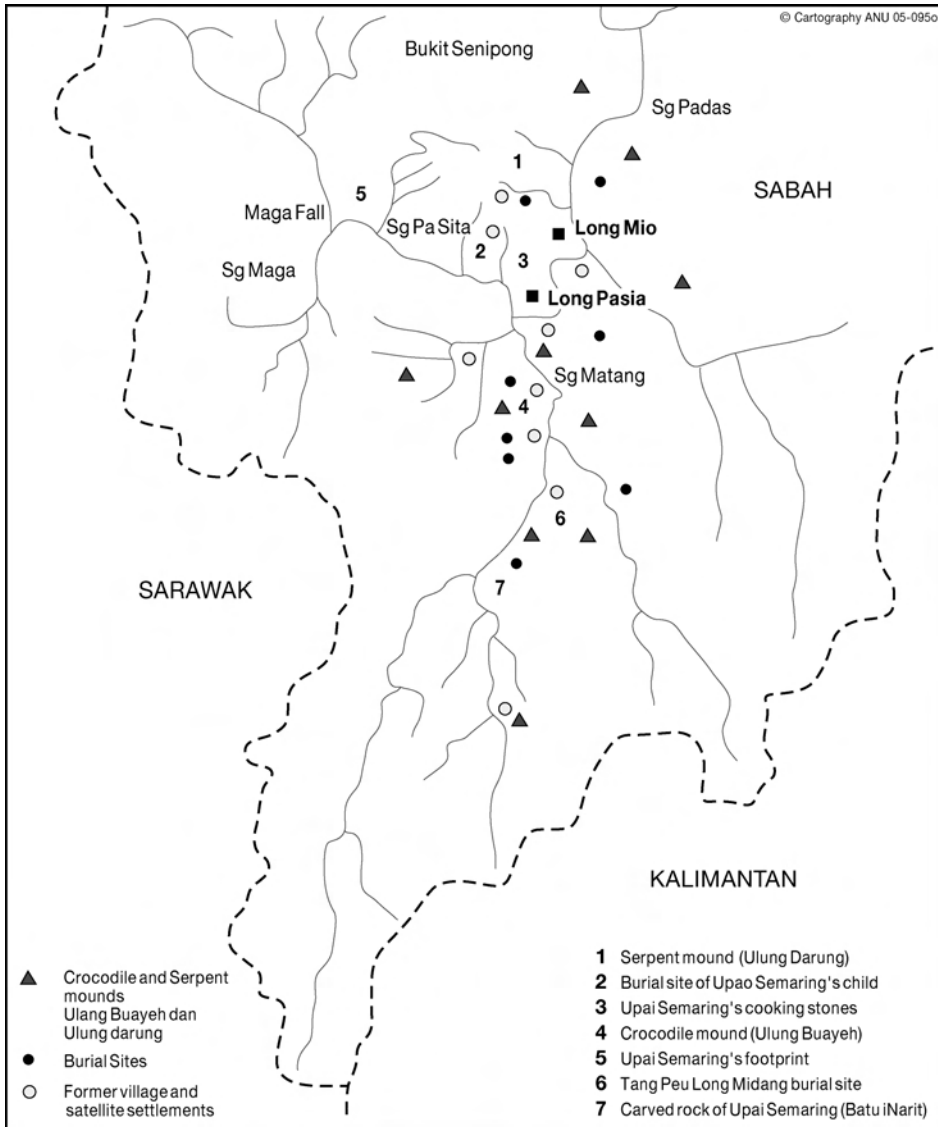 © Cartography ANU 05-095o
Bukit Senipong
Sg Padas
1
5
SABAH
Maga Fall
Sg Pa Sita
Long Mio
2
3
Sg Maga
Long Pasia
Sg Matang
4
6
SARAWAK
7
KALIMANTAN
Crocodile and Serpent
mounds
Ulang Buayeh dan
Ulung darung
Burial Sites
Former village and
satellite settlements
1 Serpent mound (Ulung Darung)
2 Burial site of Upao Semaring's child
3 Upai Semaring's cooking stones
4 Crocodile mound (Ulung Buayeh)
5 Upai Semaring's footprint
6 Tang Peu Long Midang burial site
7 Carved rock of Upai Semaring (Batu iNarit)